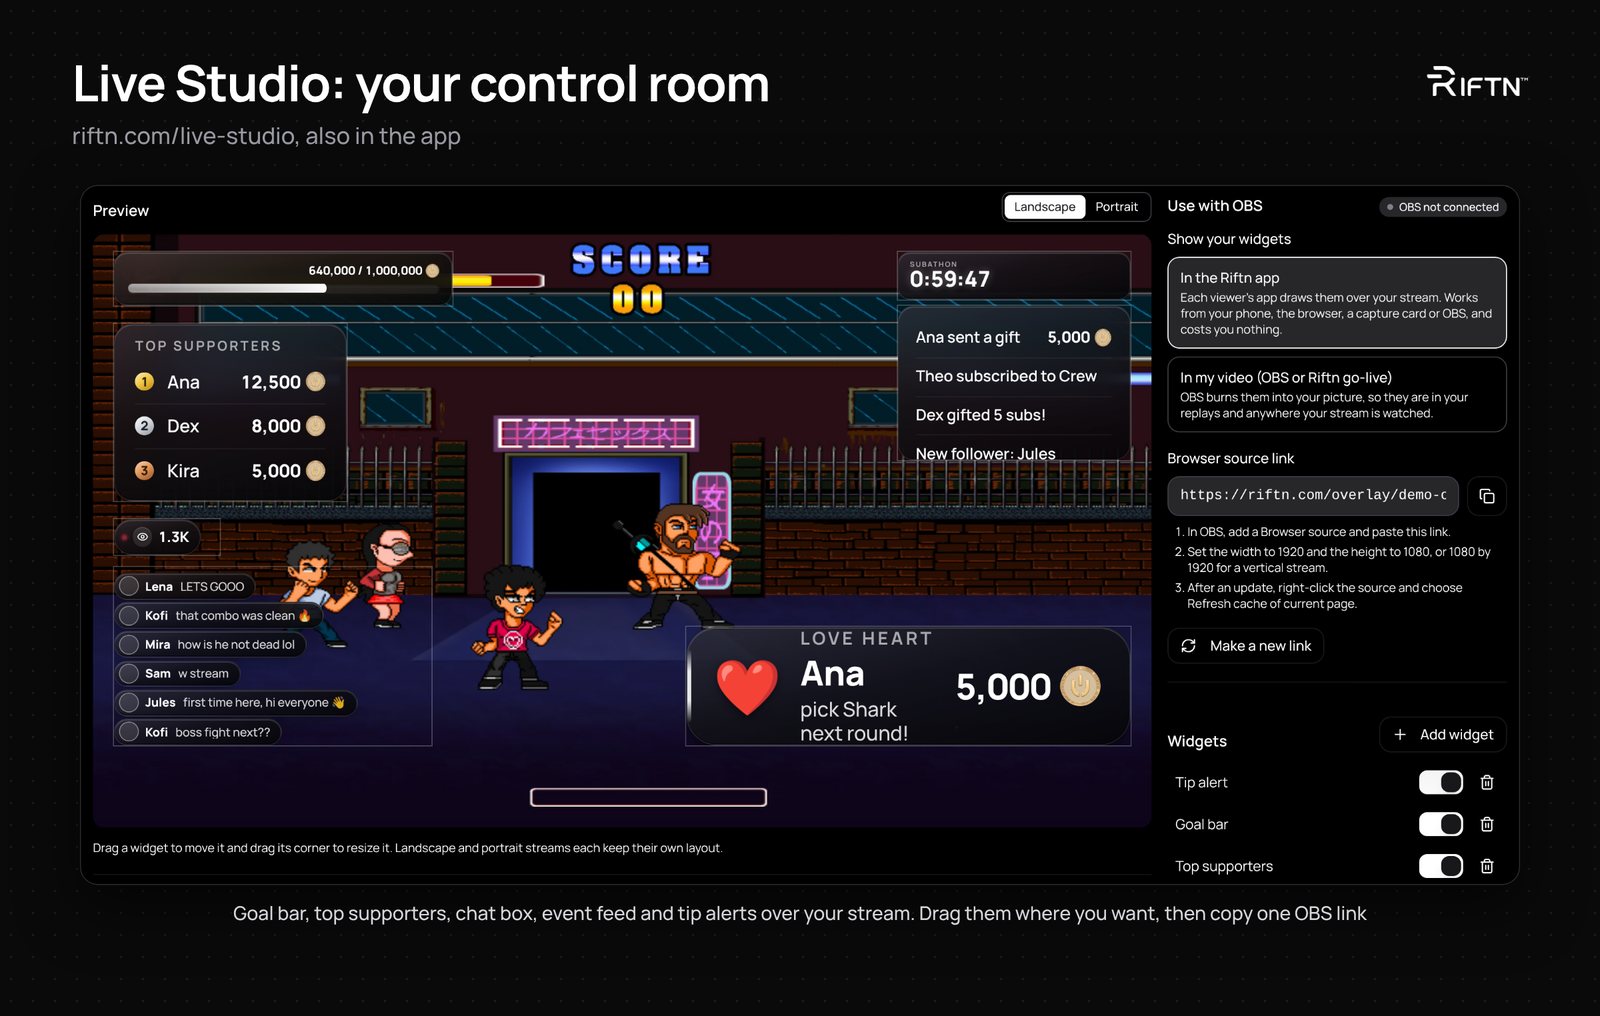 Live Studio: your control room
RIFTN™
riftn.com/live-studio, also in the app
Preview
Landscape
Portrait
640,000 / 1,000,000
SCORE
00
SUBATHON
0:59:47
TOP SUPPORTERS
1 Ana 12,500
2 Dex 8,000
3 Kira 5,000
Ana sent a gift 5,000
Theo subscribed to Crew
Dex gifted 5 subs!
New follower: Jules
カフェセックス
女の
1.3K
Lena LETS GOOO
Kofi that combo was clean 🔥
Mira how is he not dead lol
Sam w stream
Jules first time here, hi everyone 👋
Kofi boss fight next??
LOVE HEART
Ana
pick Shark
next round!
5,000
Drag a widget to move it and drag its corner to resize it. Landscape and portrait streams each keep their own layout.
Use with OBS
OBS not connected
Show your widgets
In the Riftn app
Each viewer's app draws them over your stream. Works
from your phone, the browser, a capture card or OBS, and
costs you nothing.
In my video (OBS or Riftn go-live)
OBS burns them into your picture, so they are in your
replays and anywhere your stream is watched.
Browser source link
https://riftn.com/overlay/demo-c
1. In OBS, add a Browser source and paste this link.
2. Set the width to 1920 and the height to 1080, or 1080 by
1920 for a vertical stream.
3. After an update, right-click the source and choose
Refresh cache of current page.
Make a new link
Widgets
Add widget
Tip alert
Goal bar
Top supporters
Goal bar, top supporters, chat box, event feed and tip alerts over your stream. Drag them where you want, then copy one OBS link